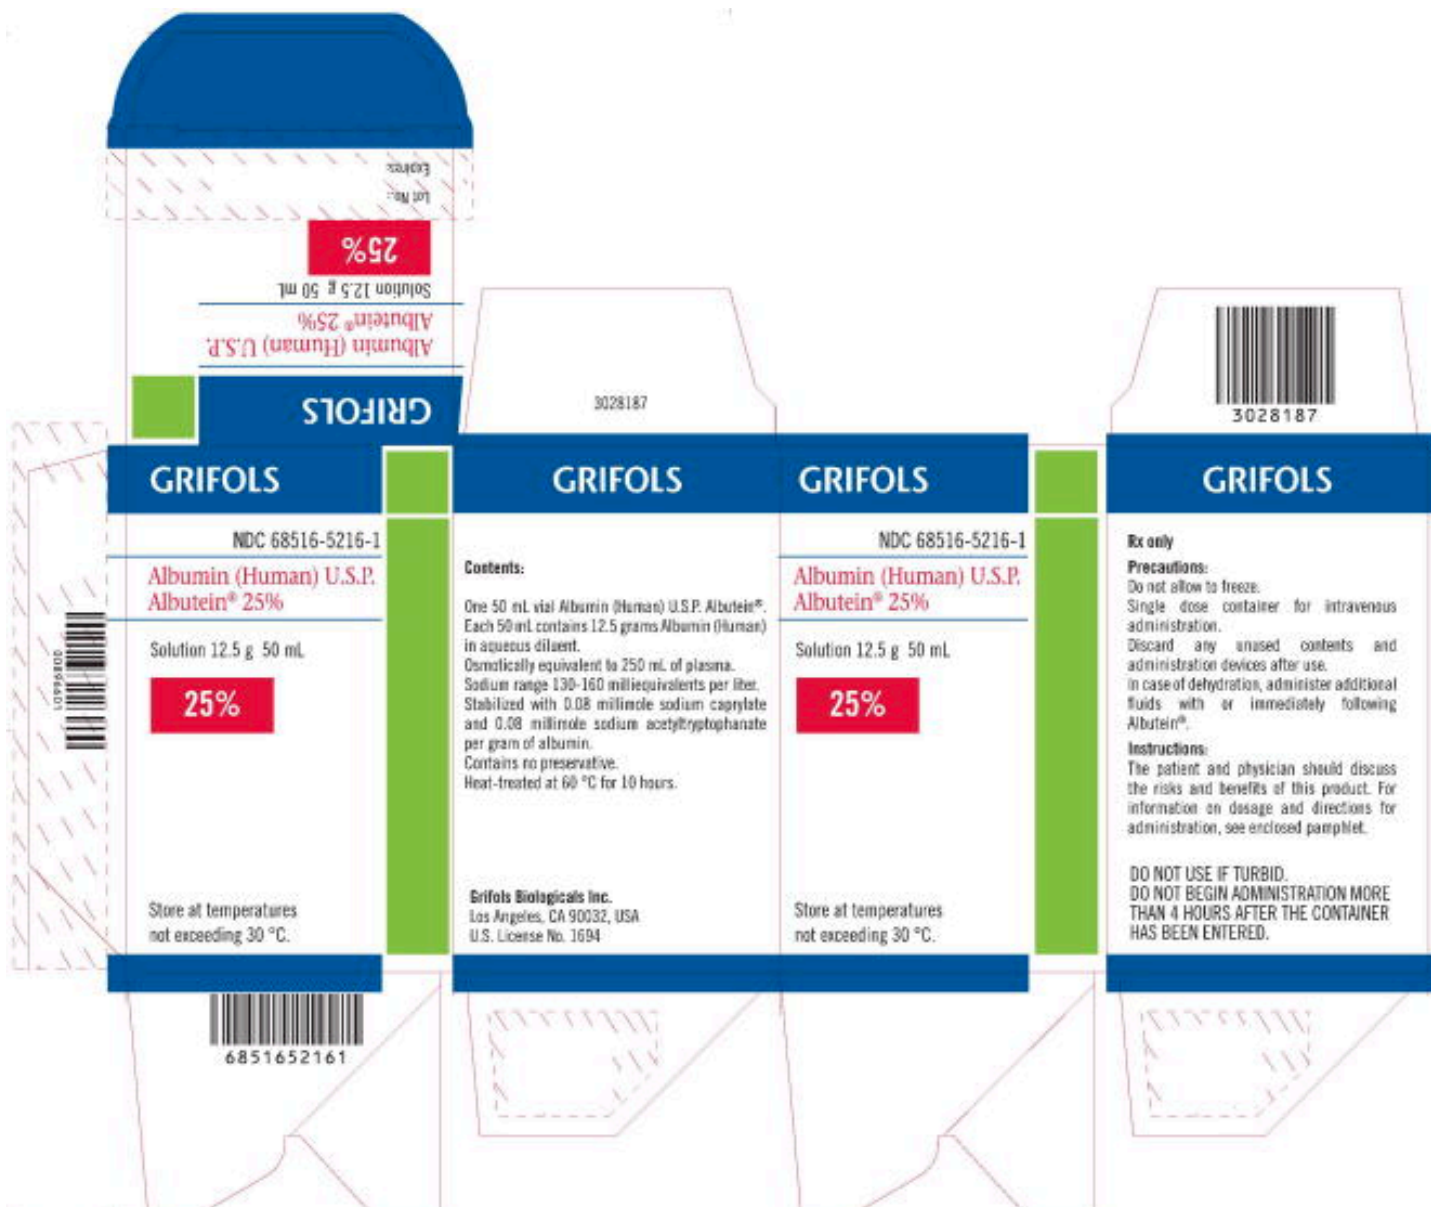 Expires:
Lot No.:
25%
Solution 12.5 g 50 mL
Albutein® 25%
Albumin (Human) U.S.P.
GRIFOLS
3028187
3028187
GRIFOLS
NDC 68516-5216-1
Albumin (Human) U.S.P.
Albutein® 25%
Solution 12.5 g 50 mL
25%
Store at temperatures
not exceeding 30 °C.
6851652161
GRIFOLS
Contents:
One 50 mL vial Albumin (Human) U.S.P. Albutein®.
Each 50 mL contains 12.5 grams Albumin (Human)
in aqueous diluent.
Osmotically equivalent to 250 mL of plasma.
Sodium range 130-160 milliequivalents per liter.
Stabilized with 0.08 millimole sodium caprylate
and 0.08 millimole sodium acetyltryptophanate
per gram of albumin.
Contains no preservative.
Heat-treated at 60 °C for 10 hours.
Grifols Biologicals Inc.
Los Angeles, CA 90032, USA
U.S. License No. 1694
GRIFOLS
NDC 68516-5216-1
Albumin (Human) U.S.P.
Albutein® 25%
Solution 12.5 g 50 mL
25%
Store at temperatures
not exceeding 30 °C.
GRIFOLS
Rx only
Precautions:
Do not allow to freeze.
Single dose container for intravenous
administration.
Discard any unused contents and
administration devices after use.
In case of dehydration, administer additional
fluids with or immediately following
Albutein®.
Instructions:
The patient and physician should discuss
the risks and benefits of this product. For
information on dosage and directions for
administration, see enclosed pamphlet.
DO NOT USE IF TURBID.
DO NOT BEGIN ADMINISTRATION MORE
THAN 4 HOURS AFTER THE CONTAINER
HAS BEEN ENTERED.